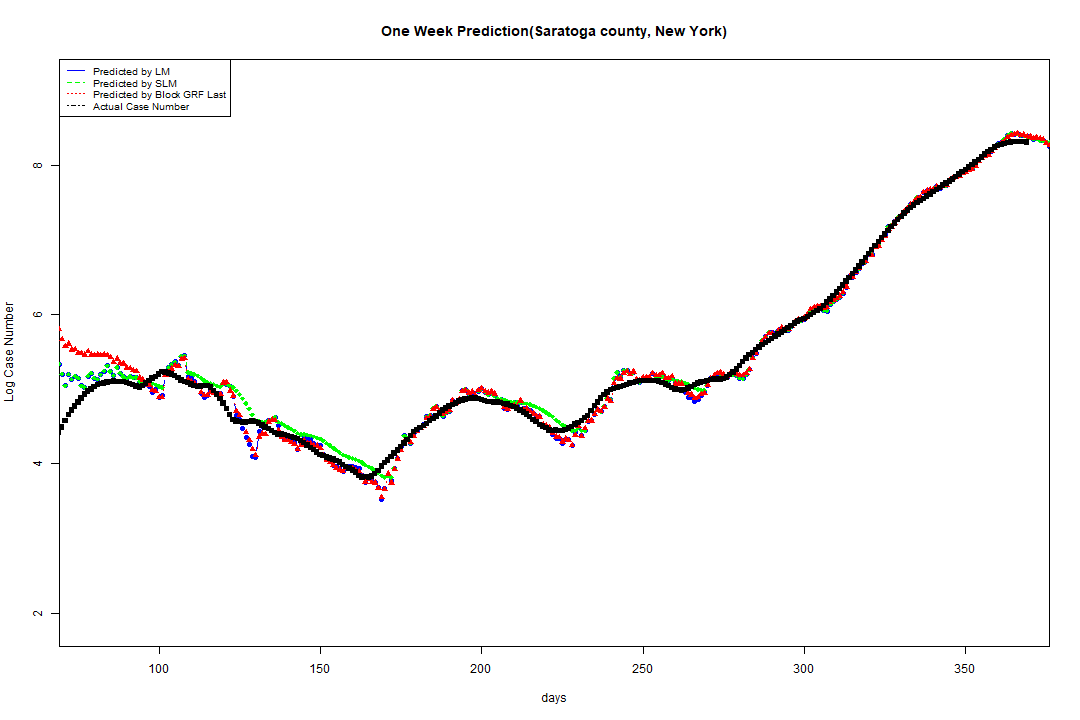 One Week Prediction(Saratoga county, New York)
Predicted by LM
Predicted by SLM
Predicted by Block GRF Last
Actual Case Number
Log Case Number
8
6
4
2
100 150 200 250 300 350
days